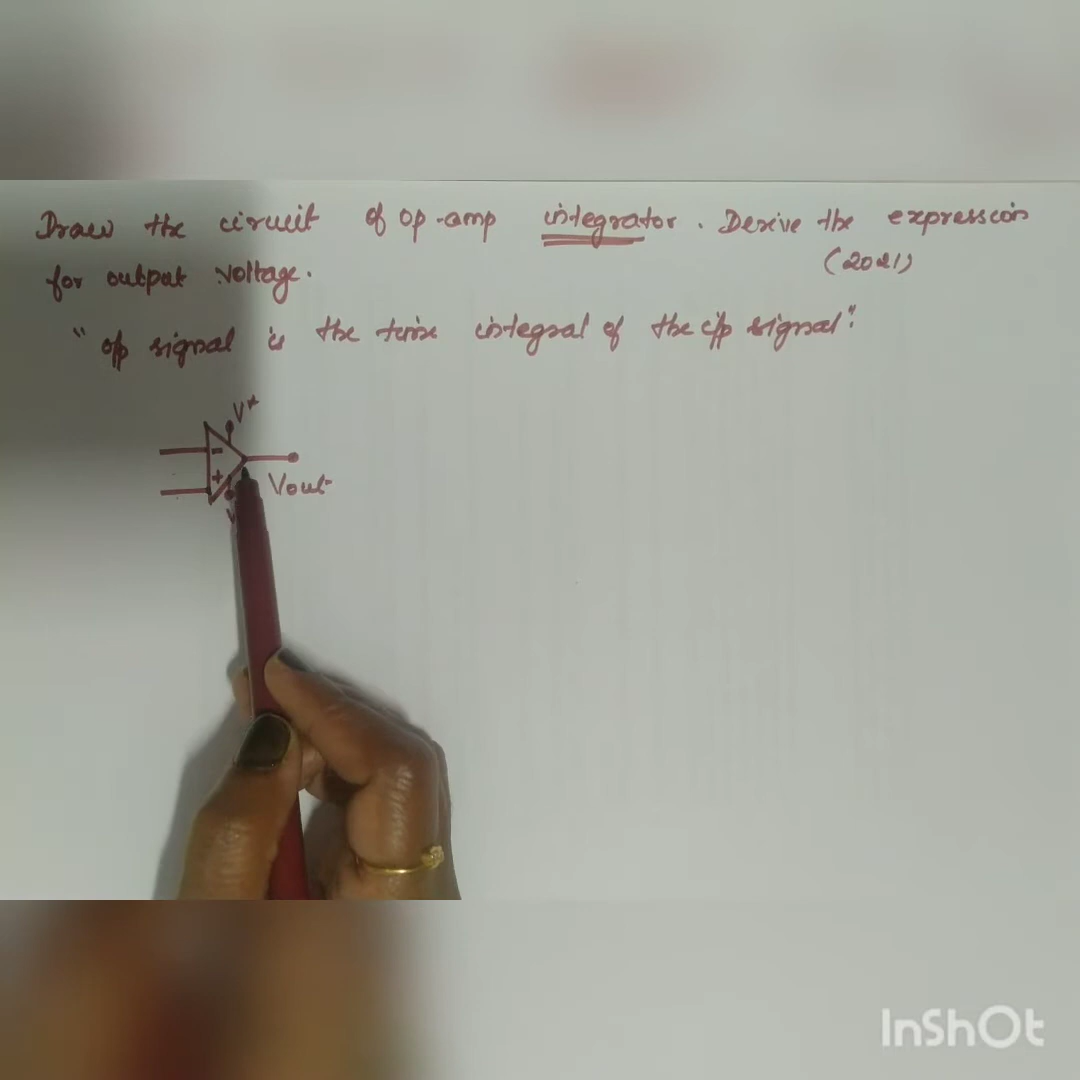 Draw the circuit of op-amp integrator. Derive the expression
(2021)
for output voltage.
"o/p signal is the time integral of the i/p signal".
V+
-
+
Vout
V
InShOt